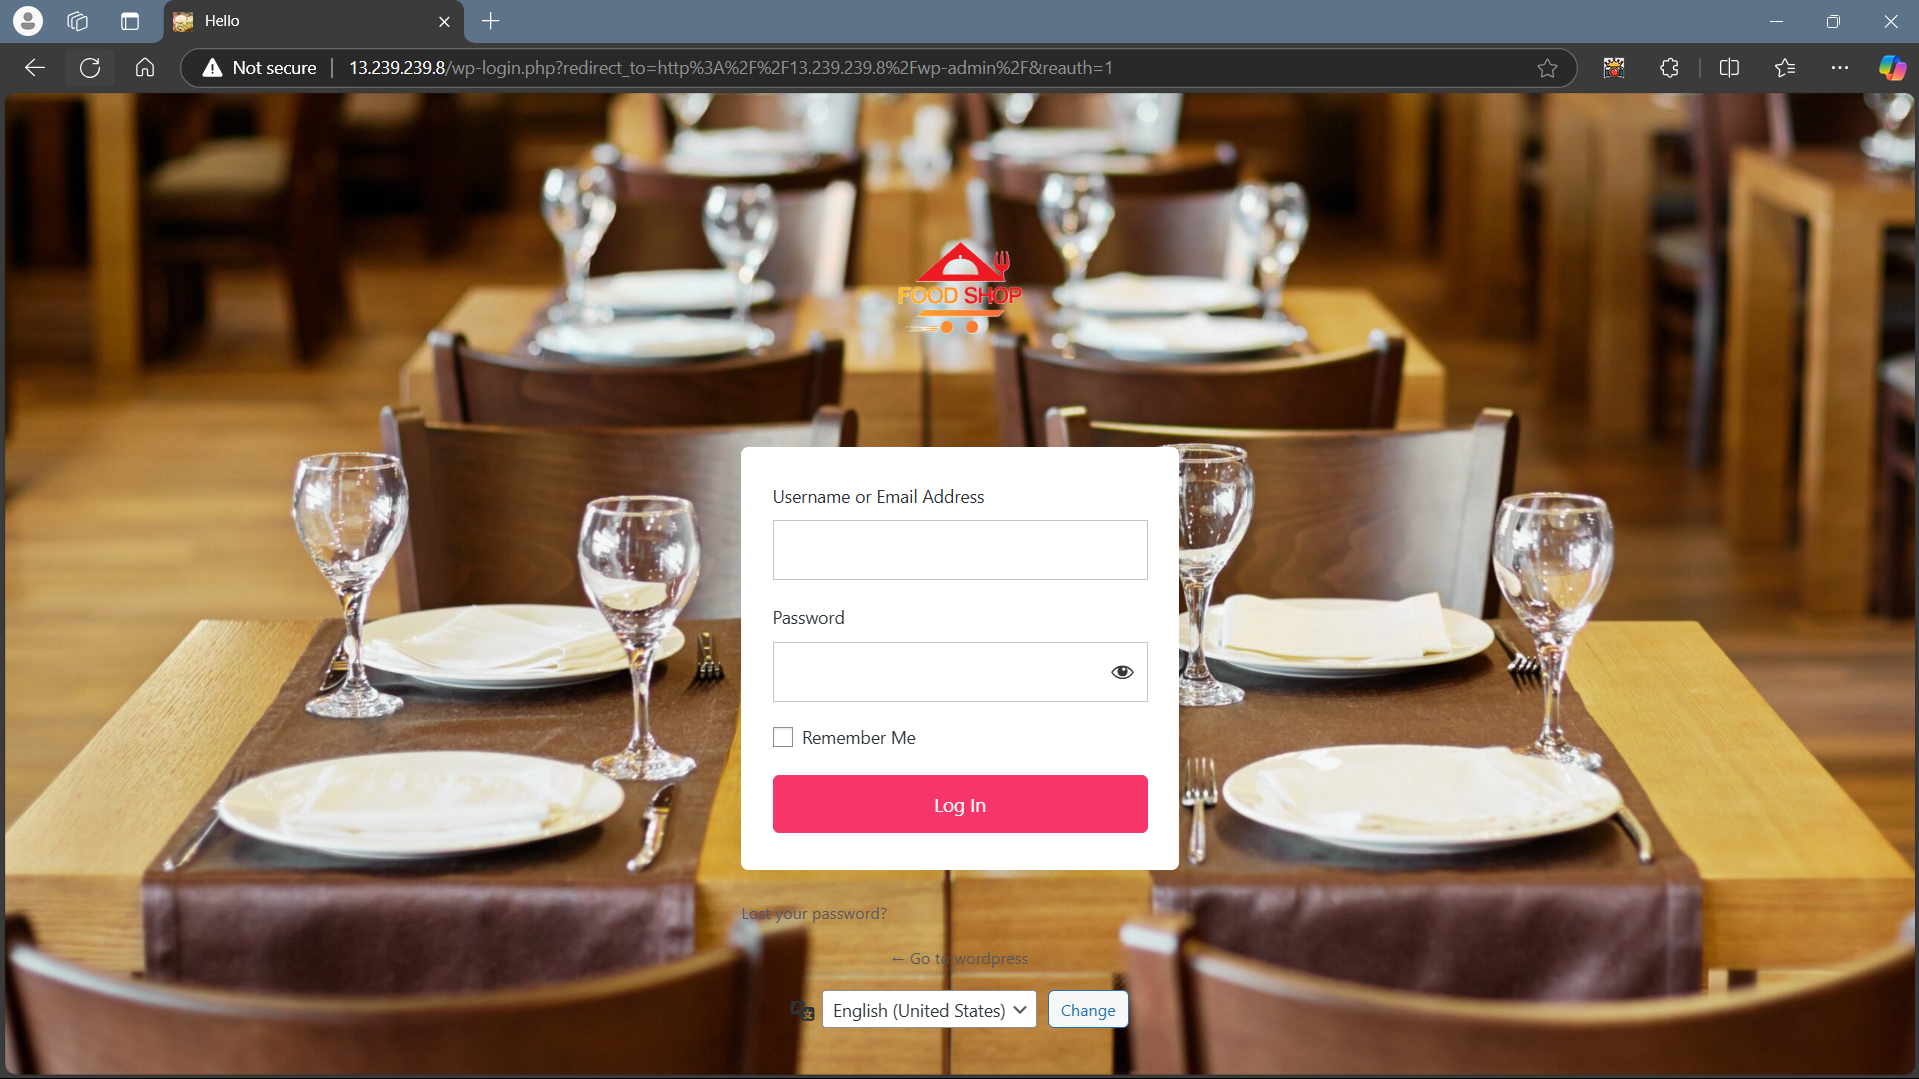 Hello
Not secure
13.239.239.8/wp-login.php?redirect_to=http%3A%2F%2F13.239.239.8%2Fwp-admin%2F&reauth=1
FOOD SHOP
Username or Email Address
Password
Remember Me
Log In
Lost your password?
← Go to wordpress
English (United States)
Change